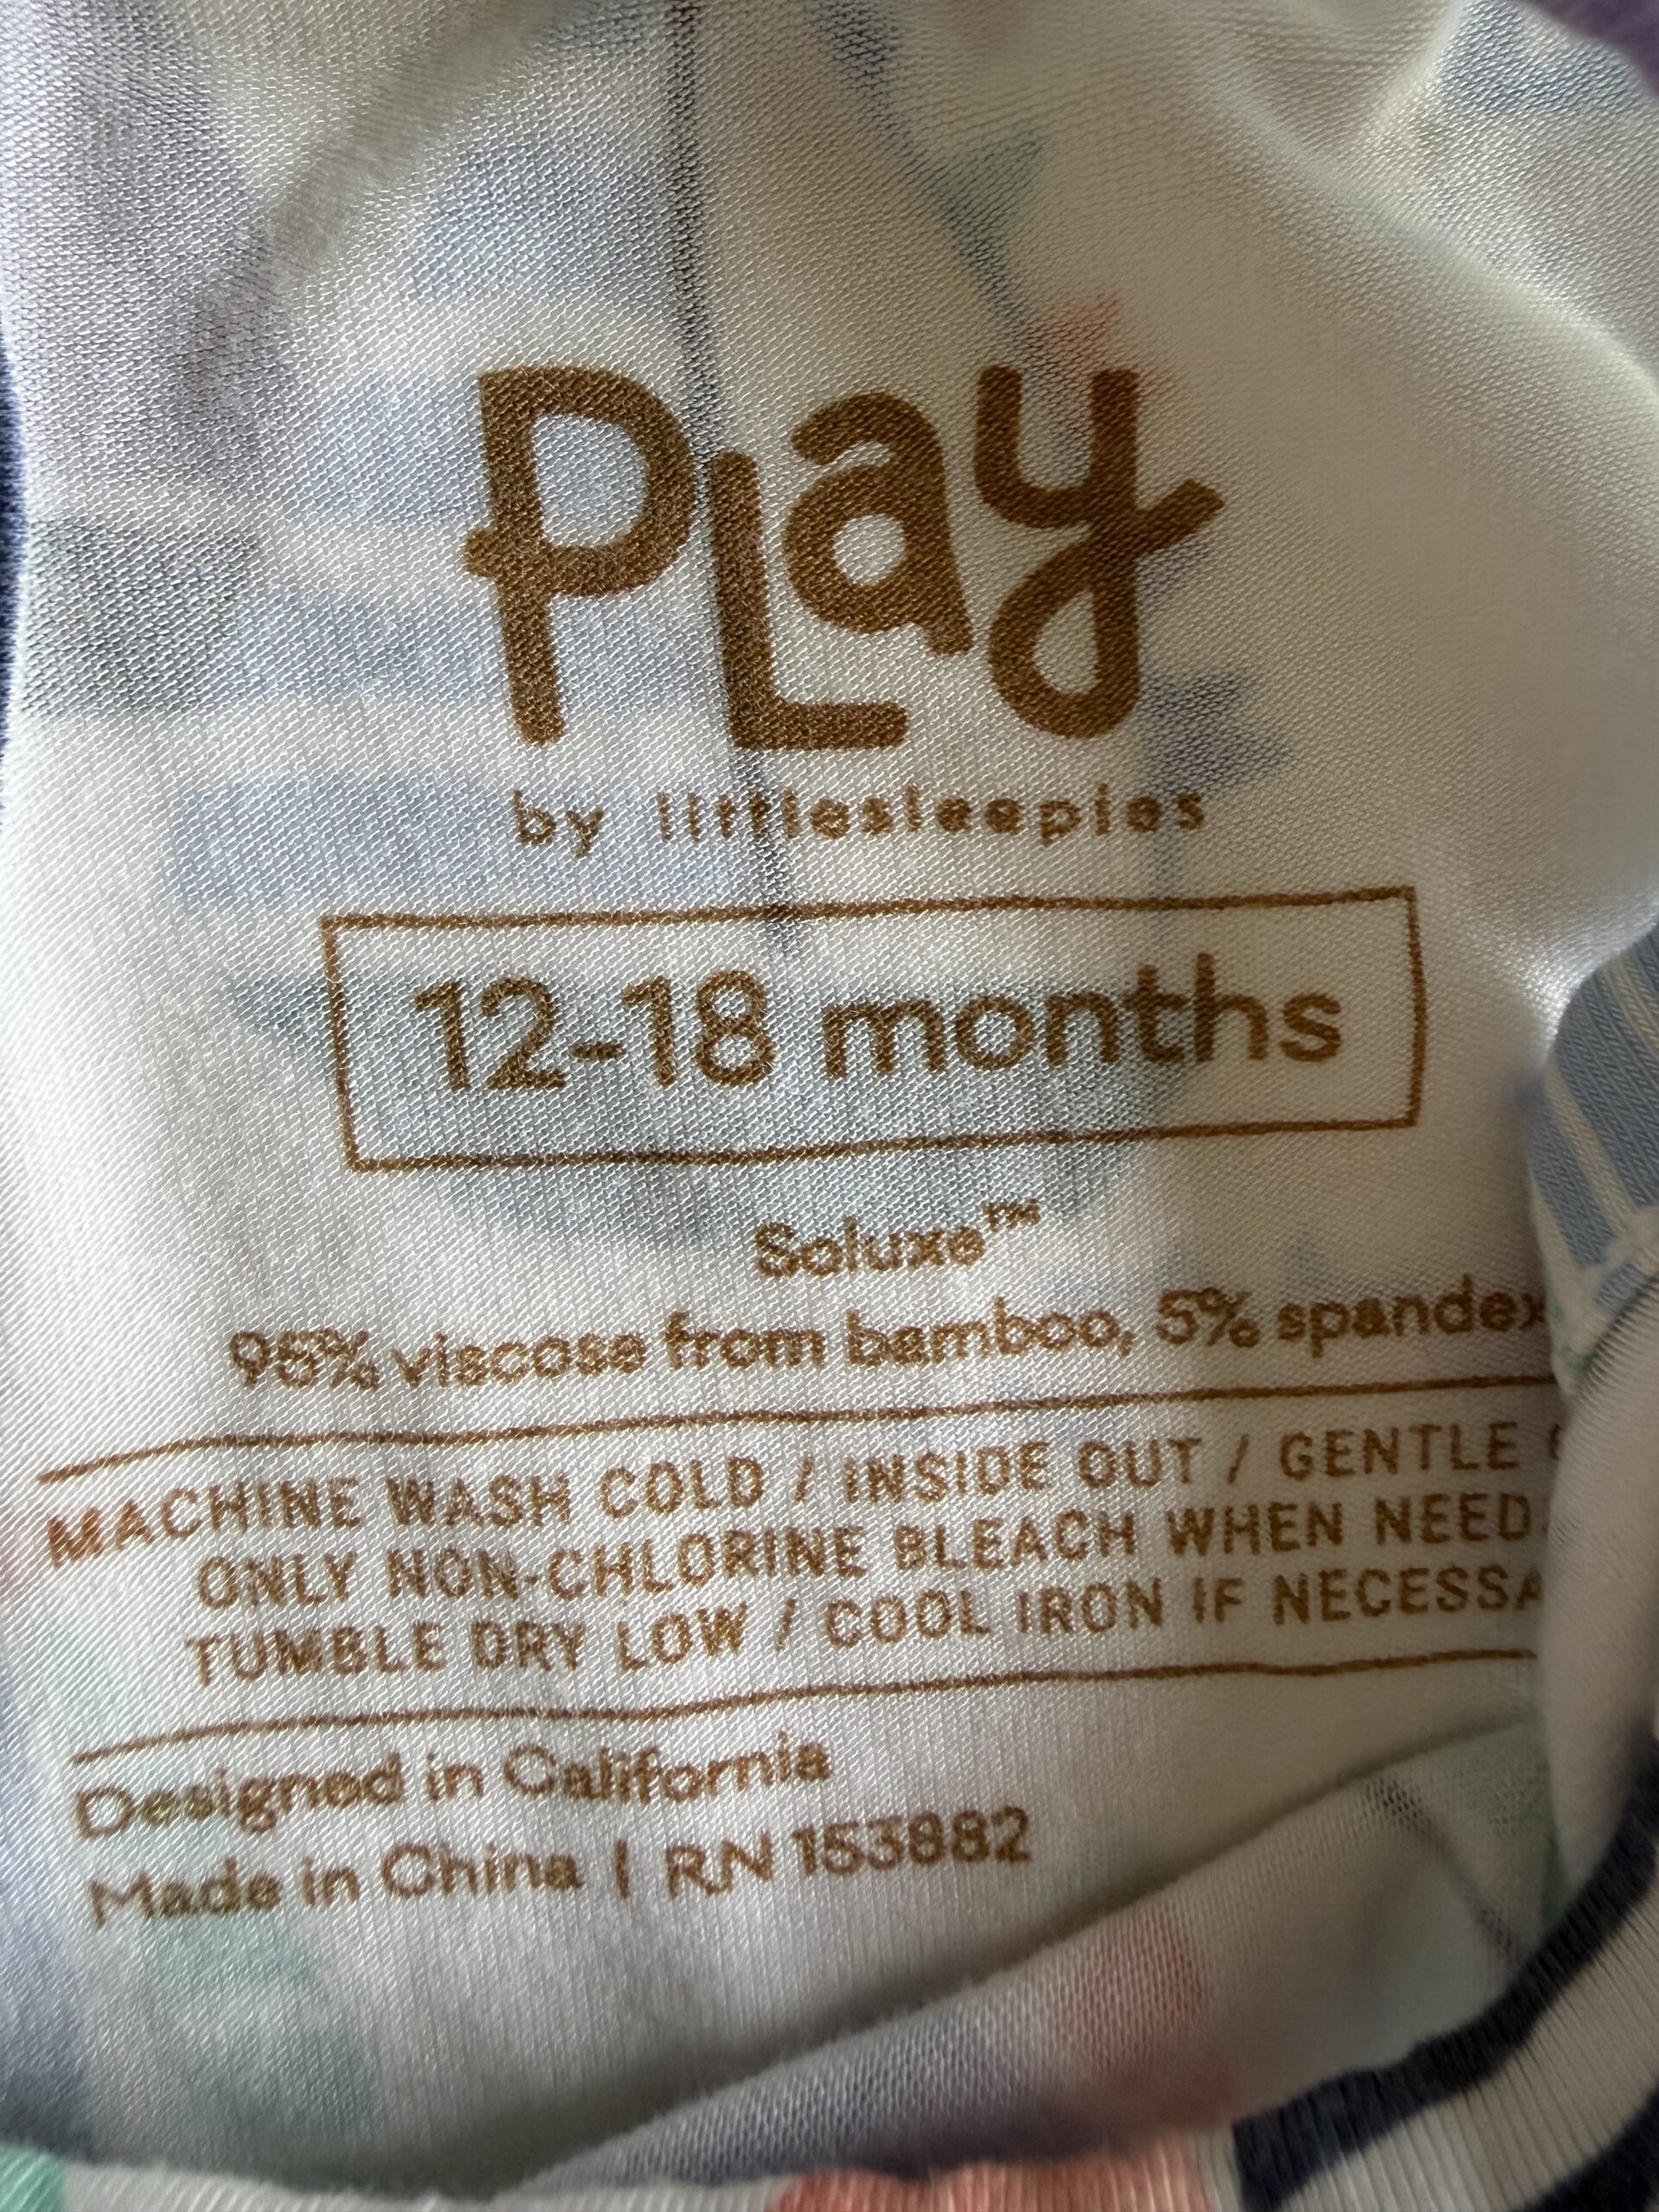 PLay
by littlesleepies
12-18 months
Soluxe™
95% viscose from bamboo, 5% spandex
MACHINE WASH COLD / INSIDE OUT / GENTLE
ONLY NON-CHLORINE BLEACH WHEN NEED
TUMBLE DRY LOW / COOL IRON IF NECESSA
Designed in California
Made in China | RN 153882